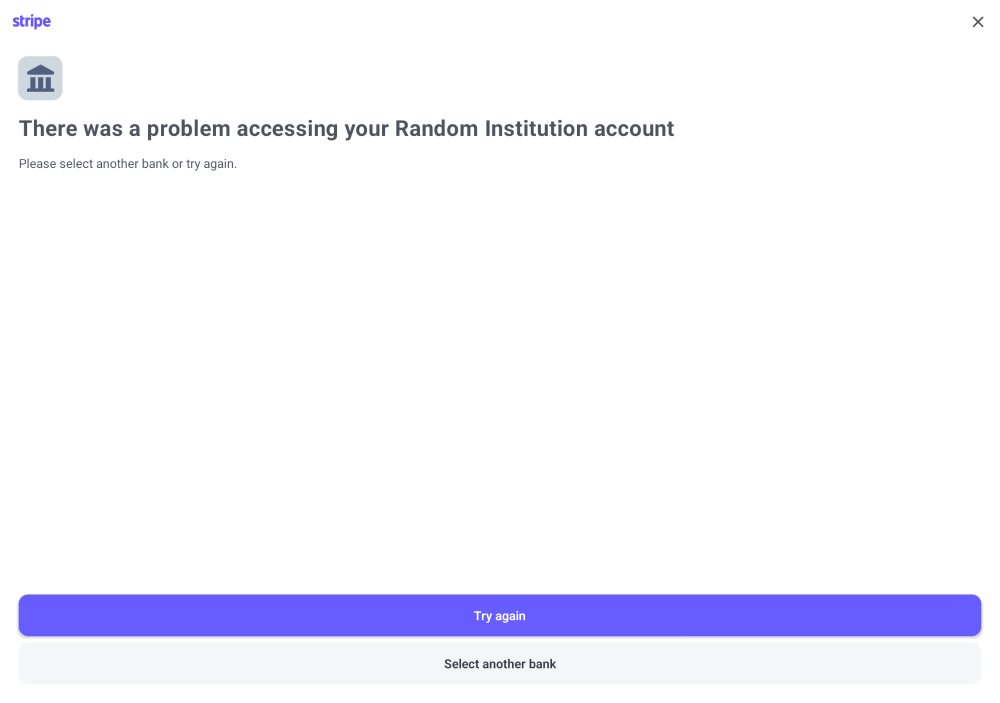 stripe
There was a problem accessing your Random Institution account
Please select another bank or try again.
Try again
Select another bank